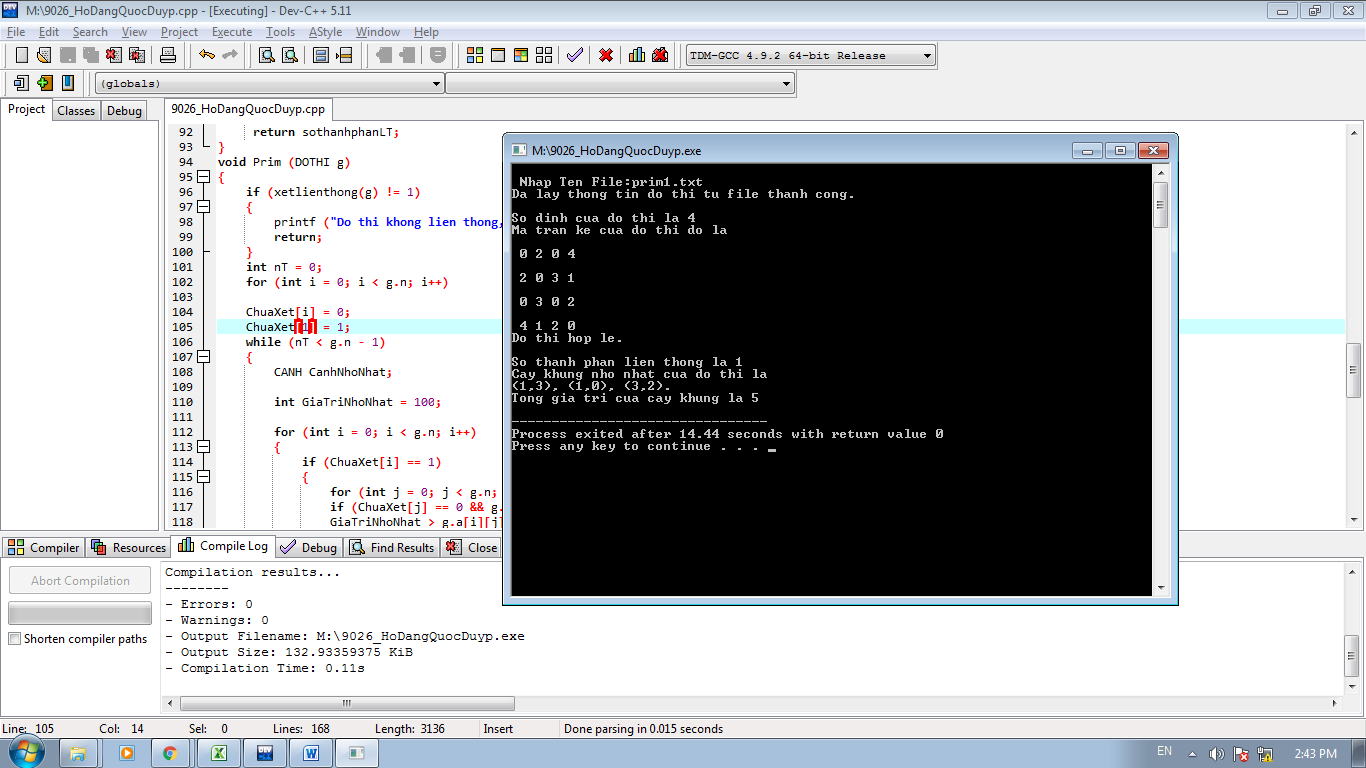 M:\9026_HoDangQuocDuyp.cpp - [Executing] - Dev-C++ 5.11
File Edit Search View Project Execute Tools AStyle Window Help
TDM-GCC 4.9.2 64-bit Release
(globals)
Project Classes Debug
9026_HoDangQuocDuyp.cpp
92 return sothanhphanLT;
93 }
94 void Prim (DOTHI g)
95 {
96 if (xetlienthong(g) != 1)
97 {
98 printf ("Do thi khong lien thong,
99 return;
100 }
101 int nT = 0;
102 for (int i = 0; i < g.n; i++)
103
104 ChuaXet[i] = 0;
105 ChuaXet[1] = 1;
106 while (nT < g.n - 1)
107 {
108 CANH CanhNhoNhat;
109
110 int GiaTriNhoNhat = 100;
111
112 for (int i = 0; i < g.n; i++)
113 {
114 if (ChuaXet[i] == 1)
115 {
116 for (int j = 0; j < g.n;
117 if (ChuaXet[j] == 0 && g.
118 GiaTriNhoNhat > g.a[i][j]
M:\9026_HoDangQuocDuyp.exe
Nhap Ten File:prim1.txt
Da lay thong tin do thi tu file thanh cong.
So dinh cua do thi la 4
Ma tran ke cua do thi do la
0 2 0 4
2 0 3 1
0 3 0 2
4 1 2 0
Do thi hop le.
So thanh phan lien thong la 1
Cay khung nho nhat cua do thi la
(1,3), (1,0), (3,2).
Tong gia tri cua cay khung la 5
--------------------------------
Process exited after 14.44 seconds with return value 0
Press any key to continue . . . _
Compiler Resources Compile Log Debug Find Results Close
Abort Compilation
Shorten compiler paths
Compilation results...
--------
- Errors: 0
- Warnings: 0
- Output Filename: M:\9026_HoDangQuocDuyp.exe
- Output Size: 132.93359375 KiB
- Compilation Time: 0.11s
Line: 105 Col: 14 Sel: 0 Lines: 168 Length: 3136 Insert Done parsing in 0.015 seconds
EN 2:43 PM